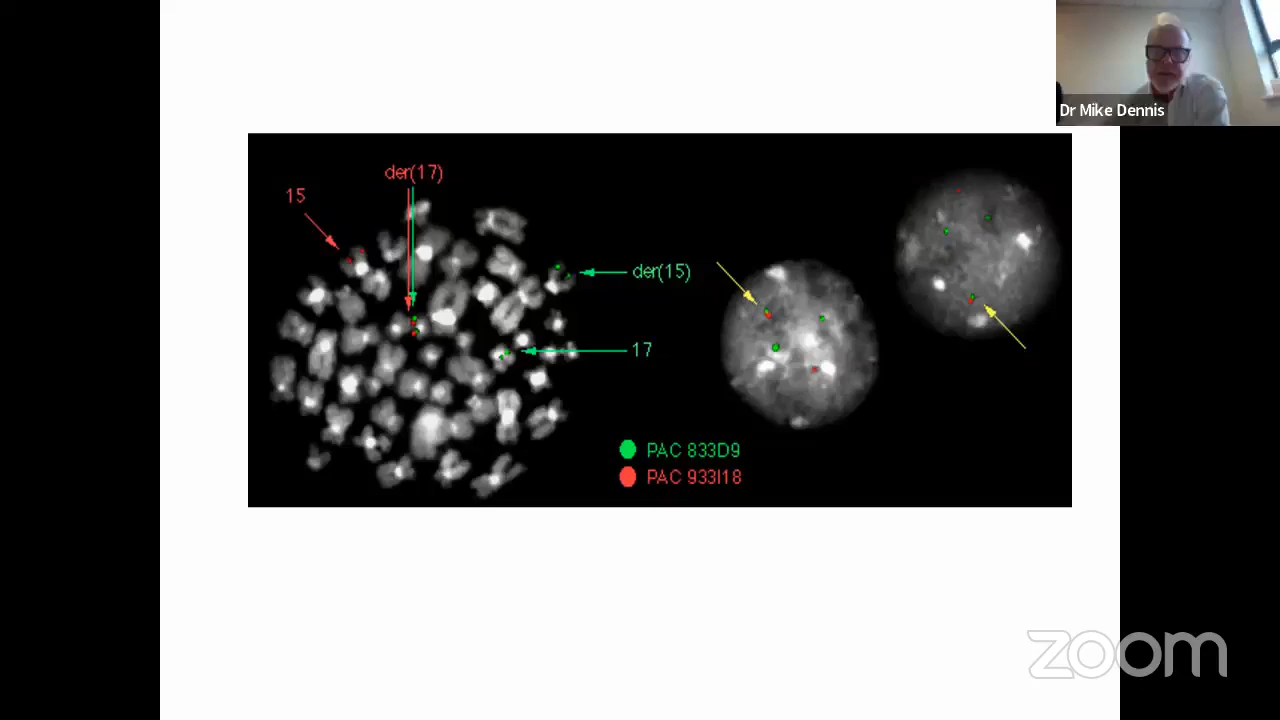 Dr Mike Dennis
der(17)
15
der(15)
17
PAC 833D9
PAC 933I18
zoom